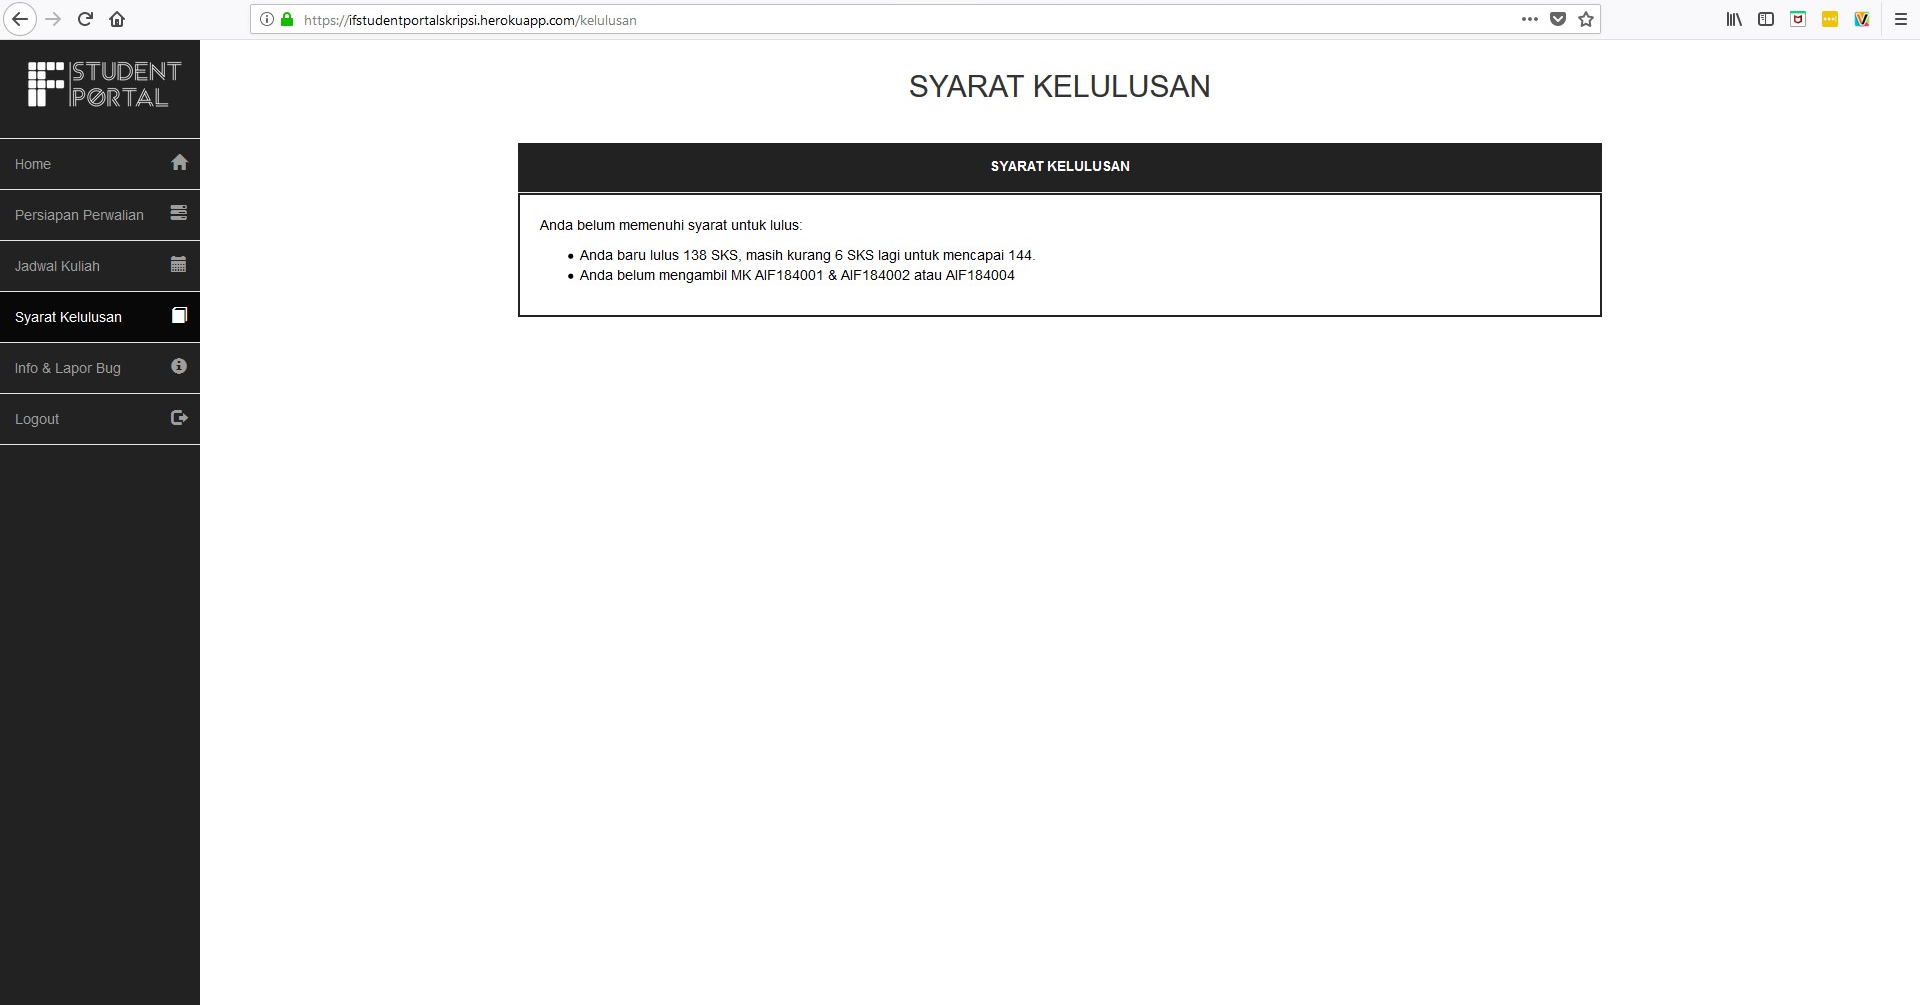 https://ifstudentportalskripsi.herokuapp.com/kelulusan
IF STUDENT
PORTAL
Home
Persiapan Perwalian
Jadwal Kuliah
Syarat Kelulusan
Info & Lapor Bug
Logout
SYARAT KELULUSAN
SYARAT KELULUSAN
Anda belum memenuhi syarat untuk lulus:
• Anda baru lulus 138 SKS, masih kurang 6 SKS lagi untuk mencapai 144.
• Anda belum mengambil MK AIF184001 & AIF184002 atau AIF184004